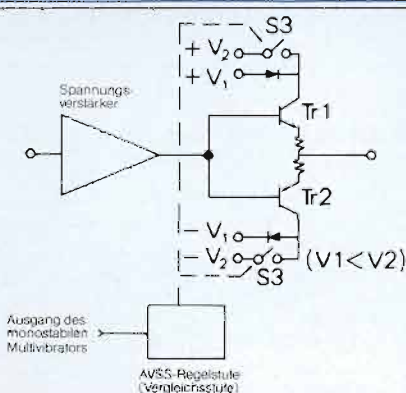 S3
+ V₂
+ V₁
Spannungs-
verstärker
Tr1
Tr2
− V₁
− V₂
S3
(V1<V2)
Ausgang des
monostabilen
Multivibrators
AVSS-Regelstufe
(Vergleichsstufe)